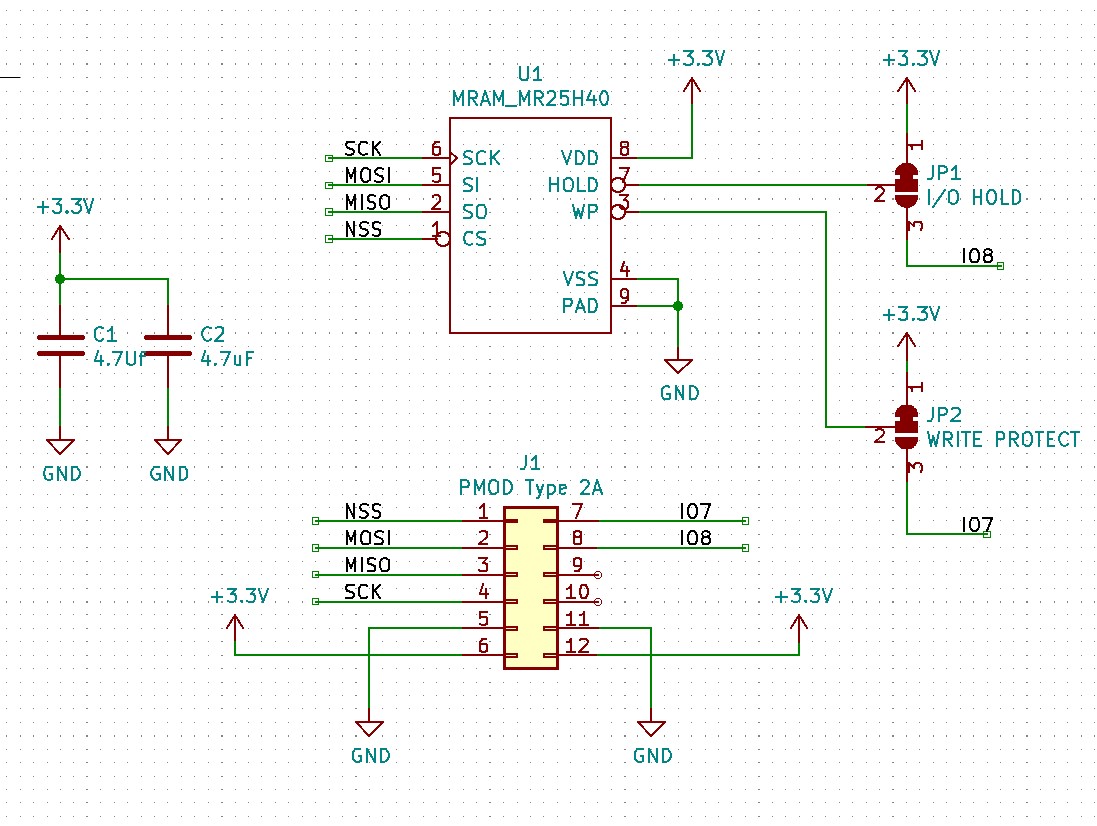 +3.3V
+3.3V
U1
MRAM_MR25H40
SCK 6 SCK VDD 8
MOSI 5 SI HOLD 7
MISO 2 SO WP 3
NSS 1 CS
VSS 4
PAD 9
GND
1
JP1
2 I/O HOLD
3
IO8
+3.3V
C1
4.7Uf
C2
4.7uF
GND
GND
+3.3V
1
JP2
2 WRITE PROTECT
3
IO7
J1
PMOD Type 2A
NSS 1 7 IO7
MOSI 2 8 IO8
MISO 3 9
SCK 4 10
+3.3V 5 11 +3.3V
6 12
GND
GND